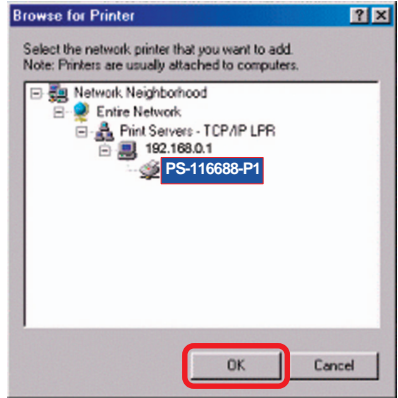 Browse for Printer
Select the network printer that you want to add.
Note: Printers are usually attached to computers.
Network Neighborhood
Entire Network
Print Servers - TCP/IP LPR
192.168.0.1
PS-116688-P1
OK
Cancel